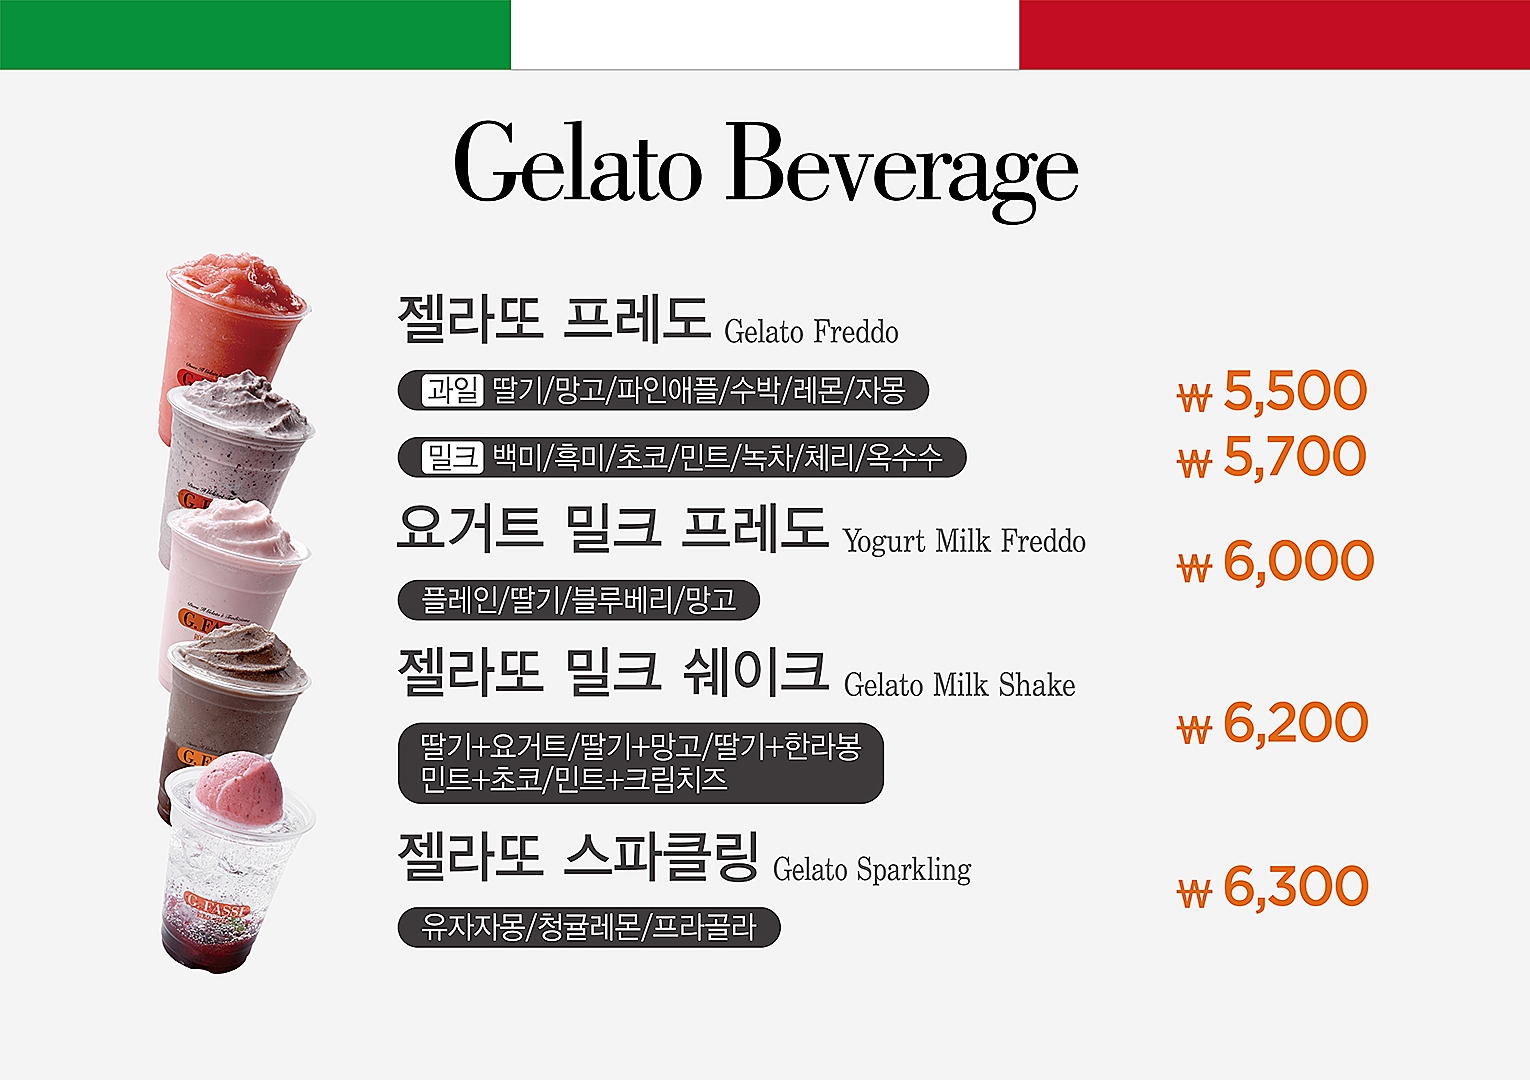 Gelato Beverage
젤라또 프레도 Gelato Freddo
과일 딸기/망고/파인애플/수박/레몬/자몽 ₩ 5,500
밀크 백미/흑미/초코/민트/녹차/체리/옥수수 ₩ 5,700
요거트 밀크 프레도 Yogurt Milk Freddo ₩ 6,000
플레인/딸기/블루베리/망고
젤라또 밀크 쉐이크 Gelato Milk Shake ₩ 6,200
딸기+요거트/딸기+망고/딸기+한라봉
민트+초코/민트+크림치즈
젤라또 스파클링 Gelato Sparkling ₩ 6,300
유자자몽/청귤레몬/프라골라
G. FASSI